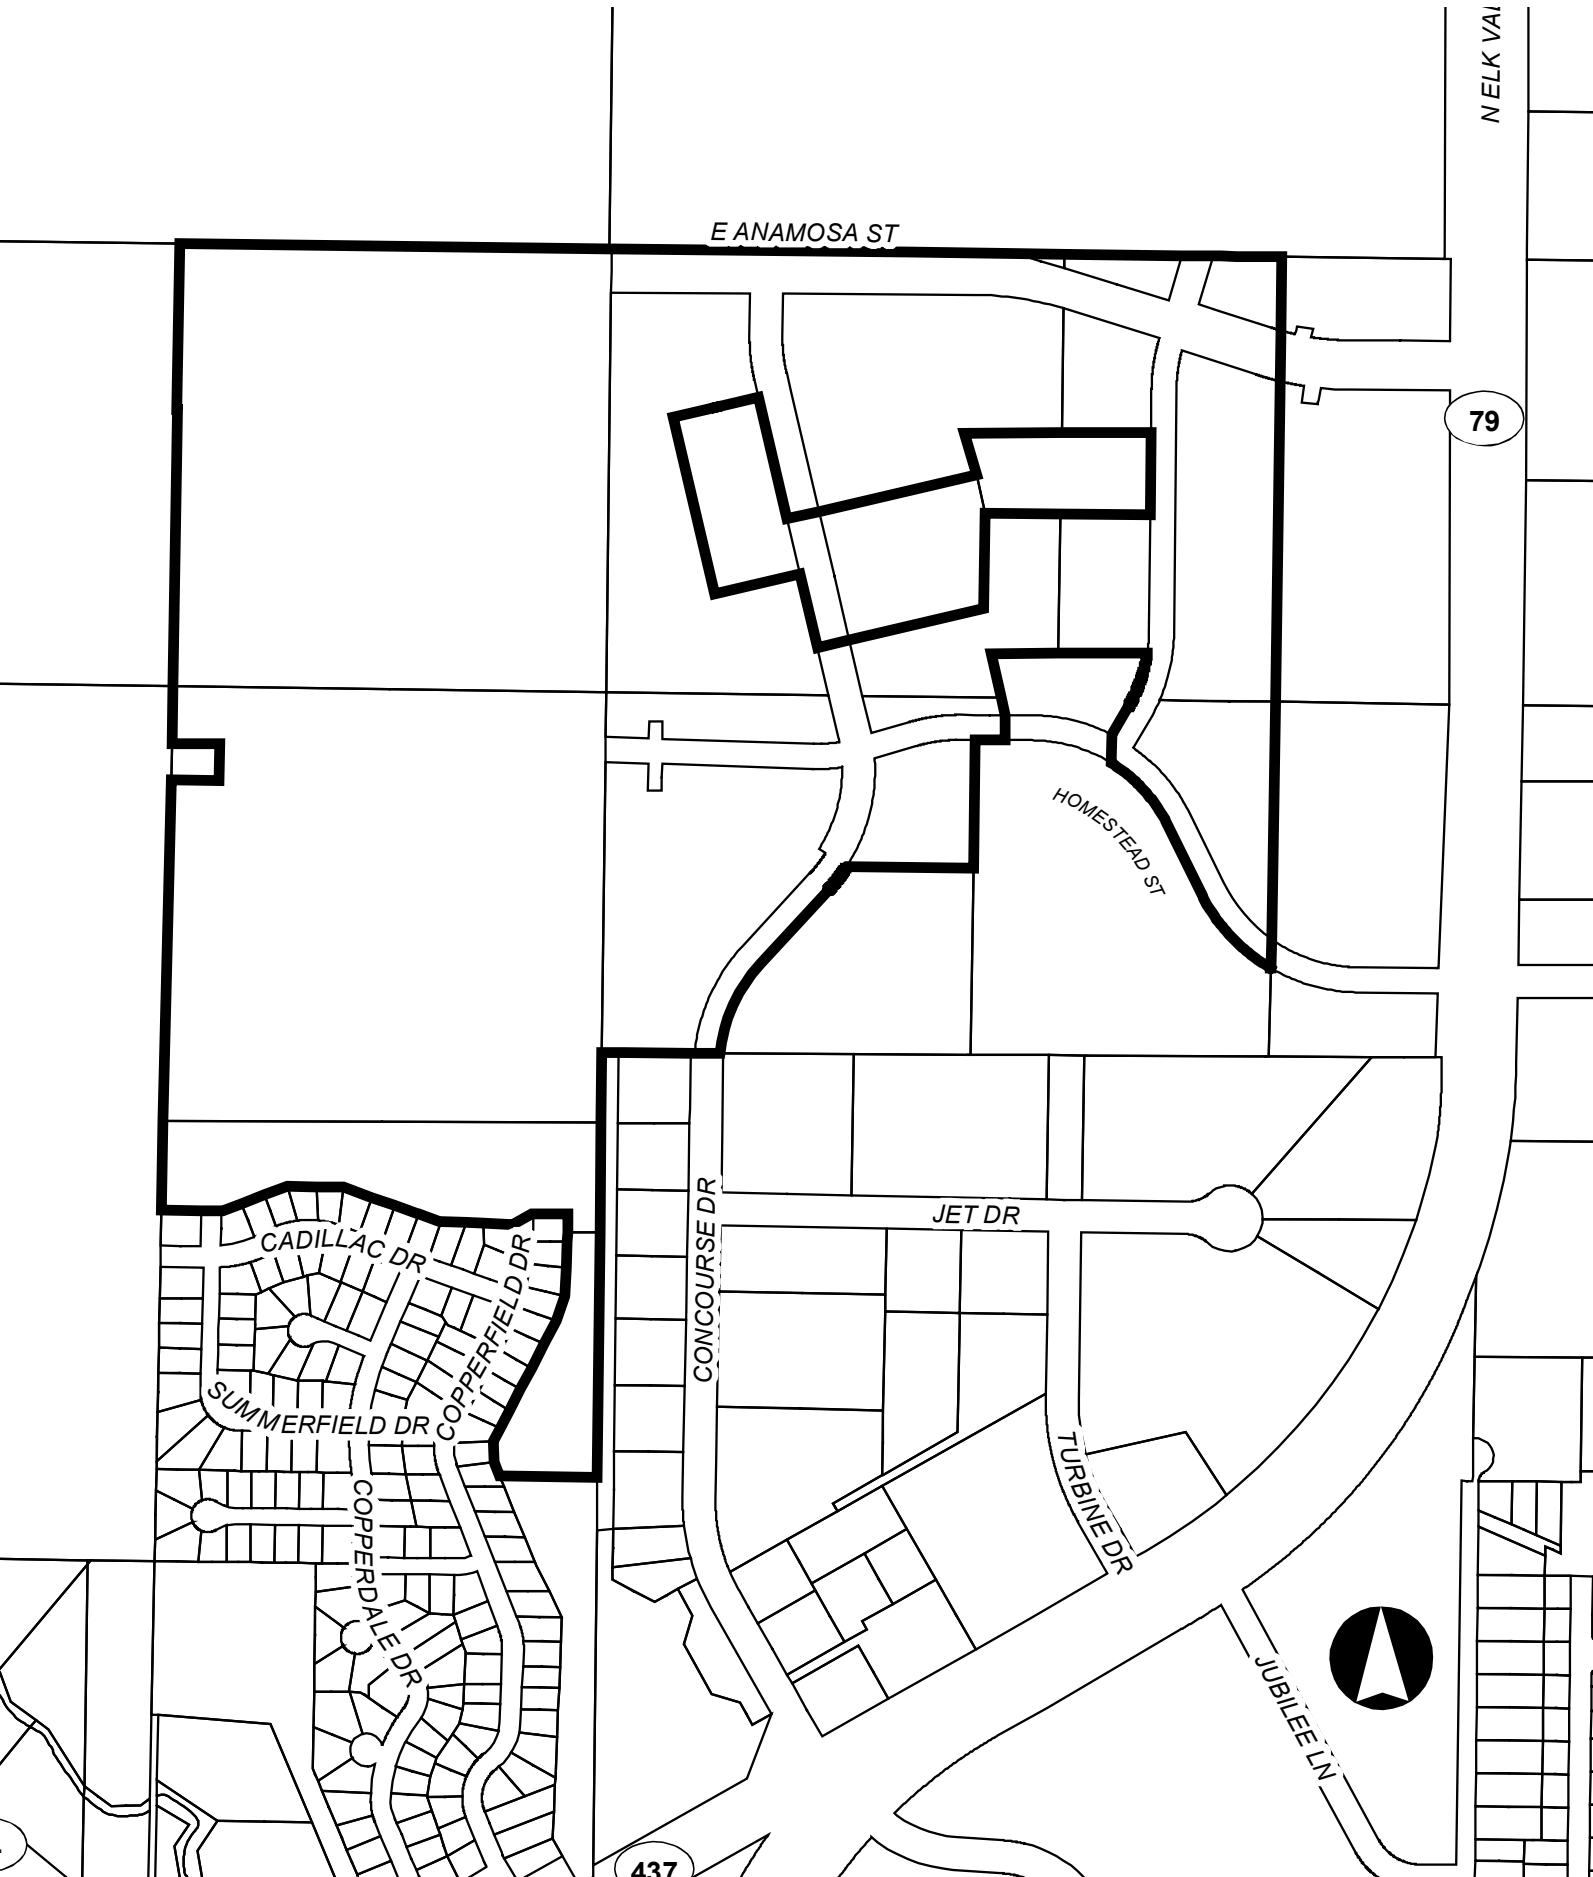 N ELK VAL
E ANAMOSA ST
79
HOMESTEAD ST
CONCOURSE DR
JET DR
CADILLAC DR
COPPERFIELD DR
SUMMERFIELD DR
TURBINE DR
COPPERDALE DR
JUBILEE LN
437